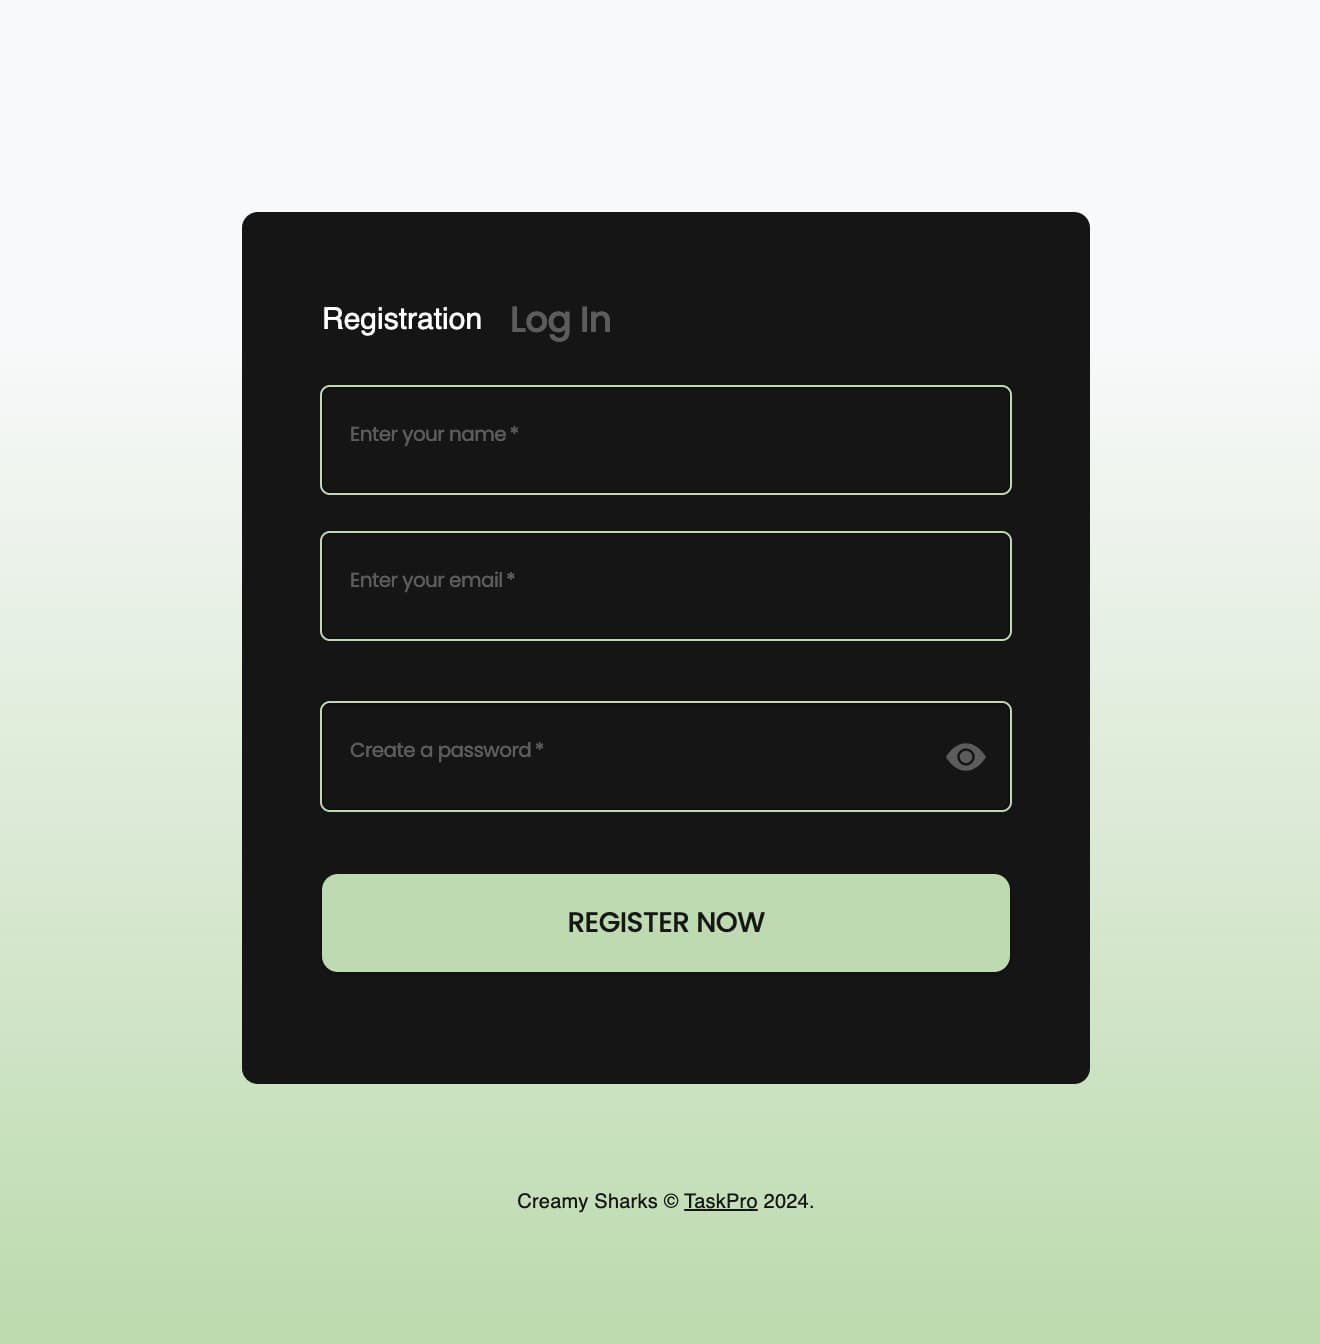 Registration Log In
Enter your name *
Enter your email *
Create a password *
REGISTER NOW
Creamy Sharks © TaskPro 2024.